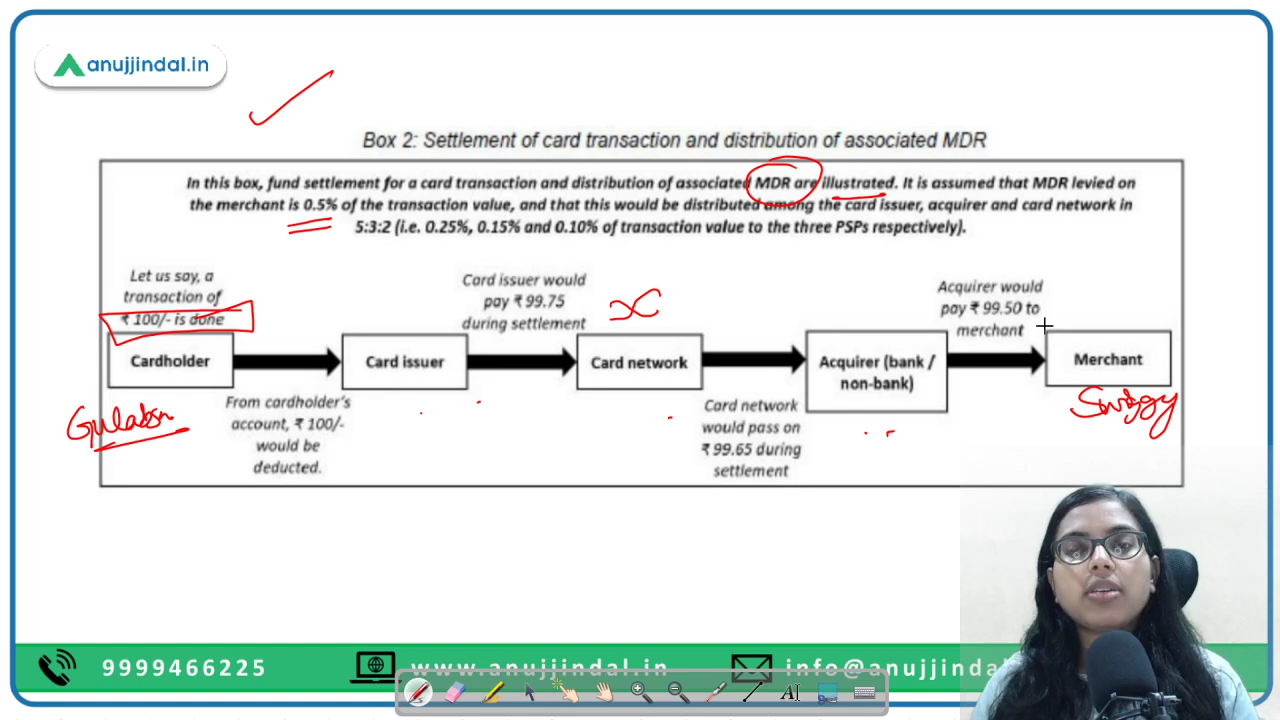 anujjindal.in
Box 2: Settlement of card transaction and distribution of associated MDR
In this box, fund settlement for a card transaction and distribution of associated MDR are illustrated. It is assumed that MDR levied on
the merchant is 0.5% of the transaction value, and that this would be distributed among the card issuer, acquirer and card network in
5:3:2 (i.e. 0.25%, 0.15% and 0.10% of transaction value to the three PSPs respectively).
Let us say, a
transaction of
₹ 100/- is done
Cardholder
From cardholder's
account, ₹ 100/-
would be
deducted.
Card issuer
Card issuer would
pay ₹ 99.75
during settlement
Card network
Card network
would pass on
₹ 99.65 during
settlement
Acquirer (bank /
non-bank)
Acquirer would
pay ₹ 99.50 to
merchant
Merchant
Swiggy
9999466225
www.anujjindal.in
info@anujjinda